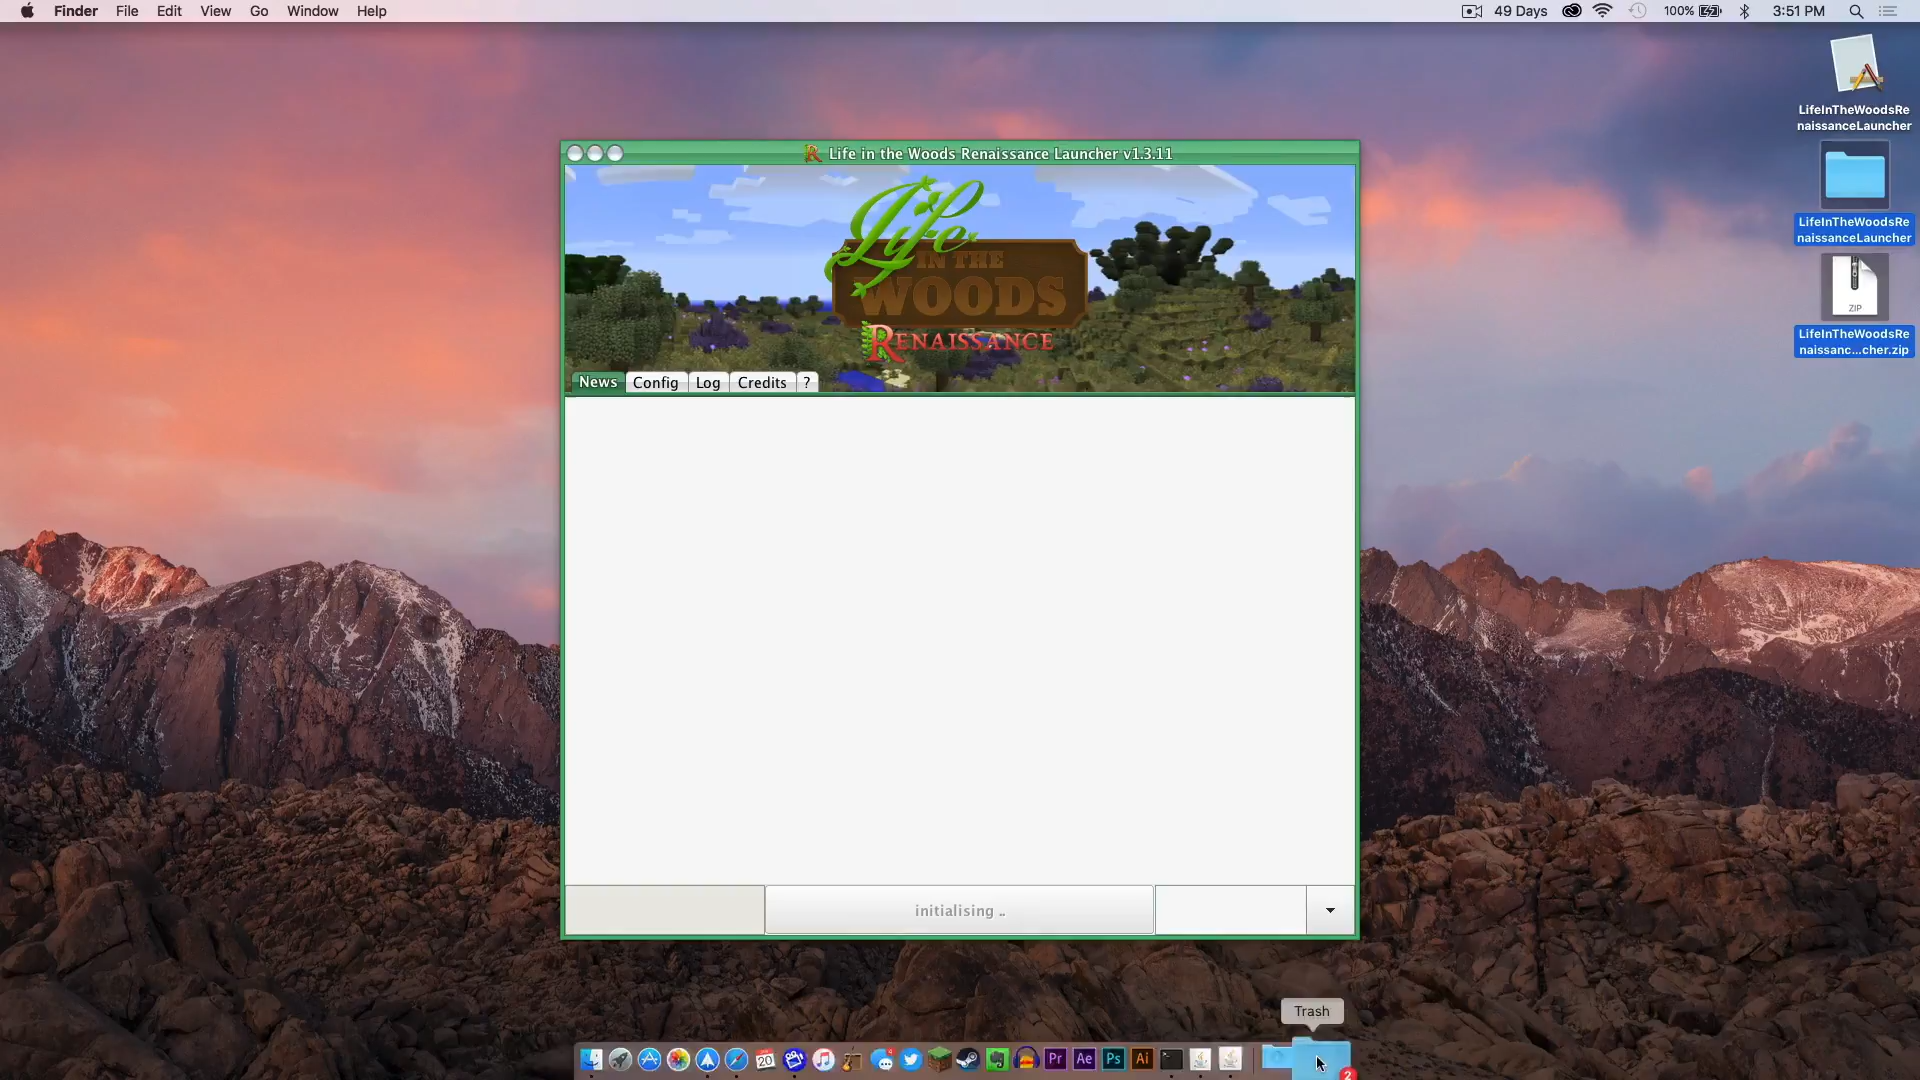 Finder File Edit View Go Window Help
49 Days 100% 3:51 PM
LifeInTheWoodsRe
naissanceLauncher
LifeInTheWoodsRe
naissanceLauncher
ZIP
LifeInTheWoodsRe
naissanc...cher.zip
Life in the Woods Renaissance Launcher v1.3.11
Life
IN THE
WOODS
RENAISSANCE
News Config Log Credits ?
initialising ..
Trash
20 Pr Ae Ps Ai
2